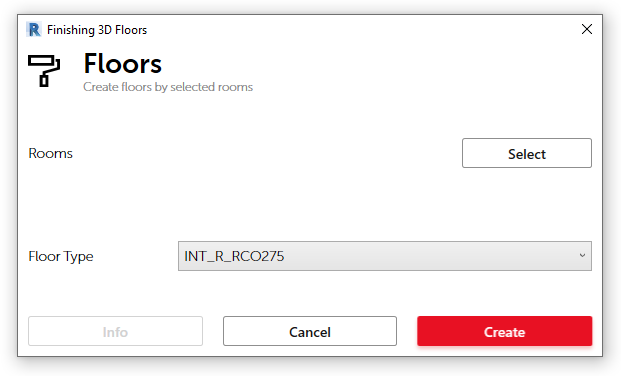 Finishing 3D Floors
Floors
Create floors by selected rooms
Rooms
Select
Floor Type
INT_R_RCO275
Info
Cancel
Create